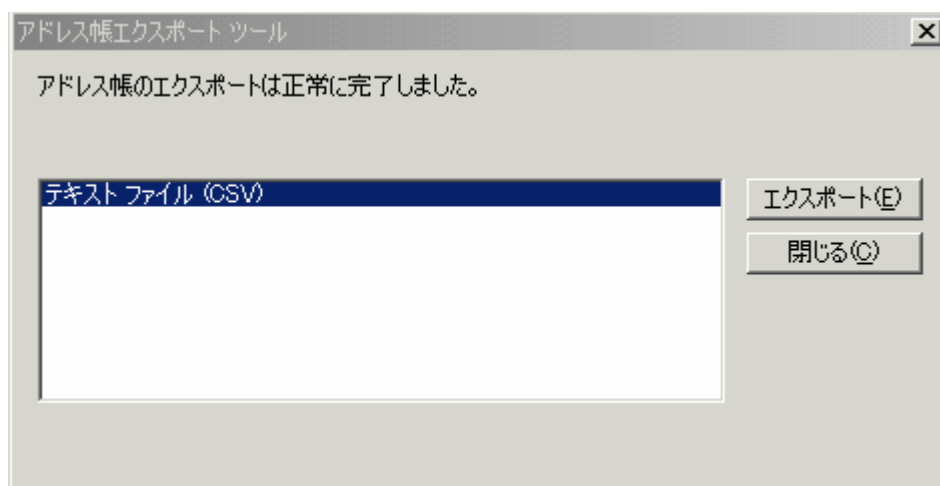 アドレス帳エクスポート ツール
アドレス帳のエクスポートは正常に完了しました。
テキスト ファイル (CSV)
エクスポート(E)
閉じる(C)